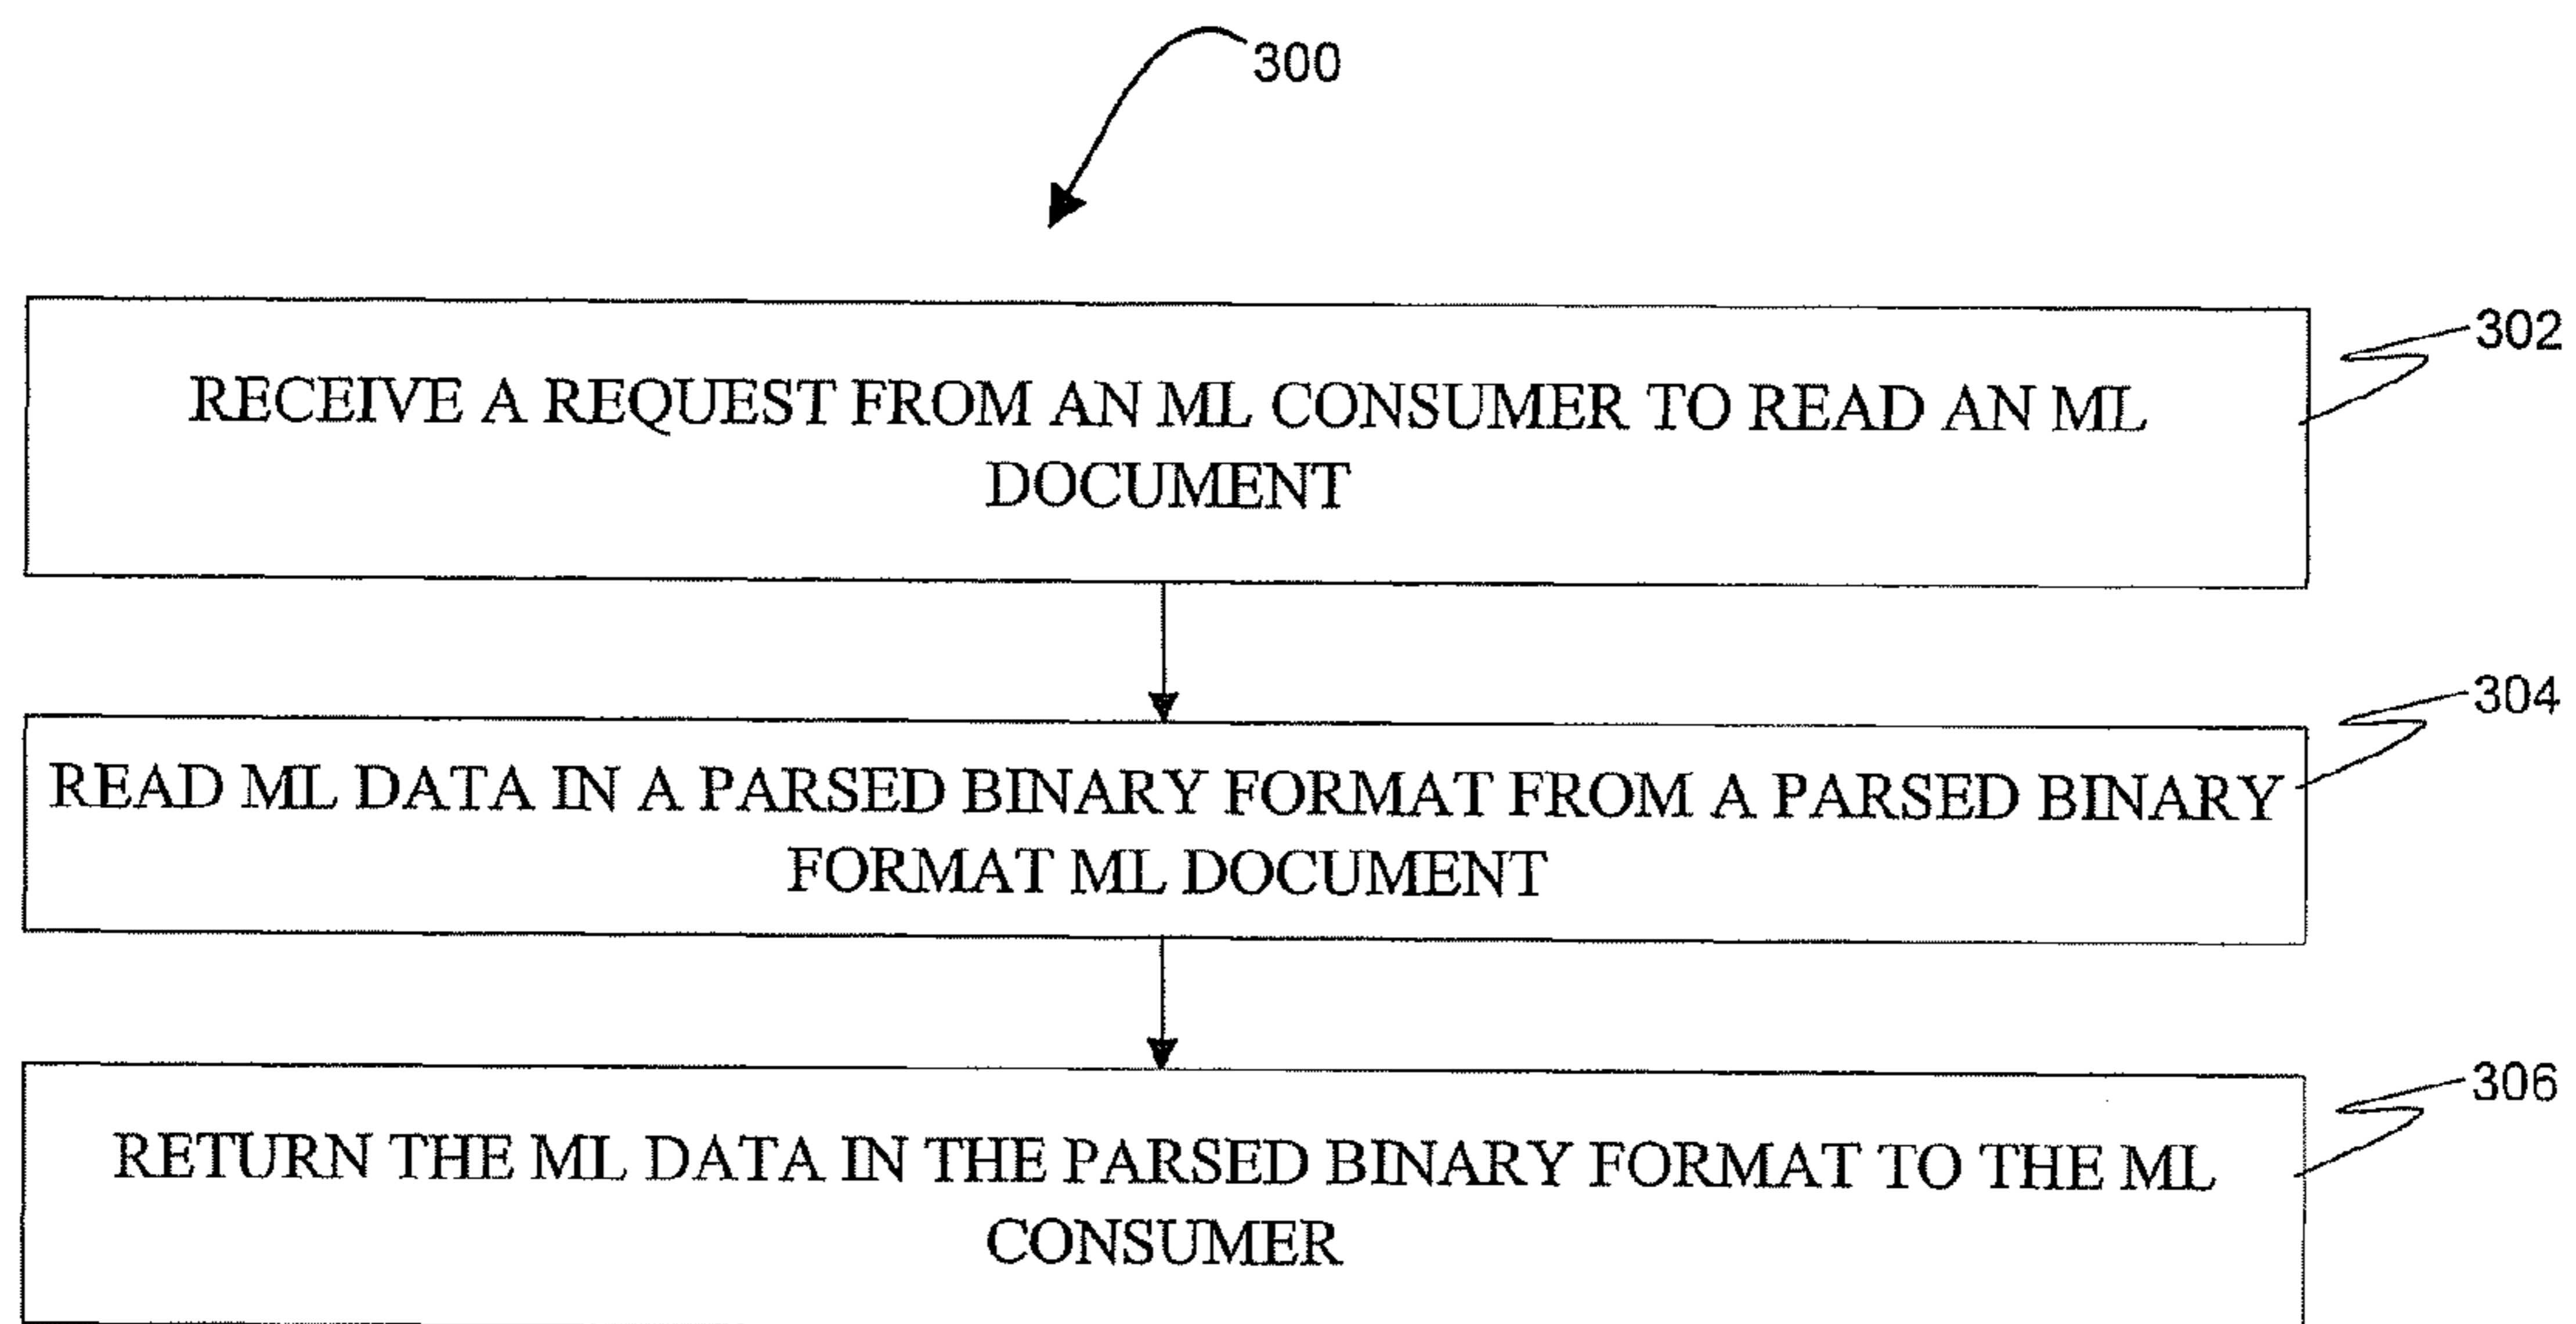 300
302
RECEIVE A REQUEST FROM AN ML CONSUMER TO READ AN ML
DOCUMENT
304
READ ML DATA IN A PARSED BINARY FORMAT FROM A PARSED BINARY
FORMAT ML DOCUMENT
306
RETURN THE ML DATA IN THE PARSED BINARY FORMAT TO THE ML
CONSUMER